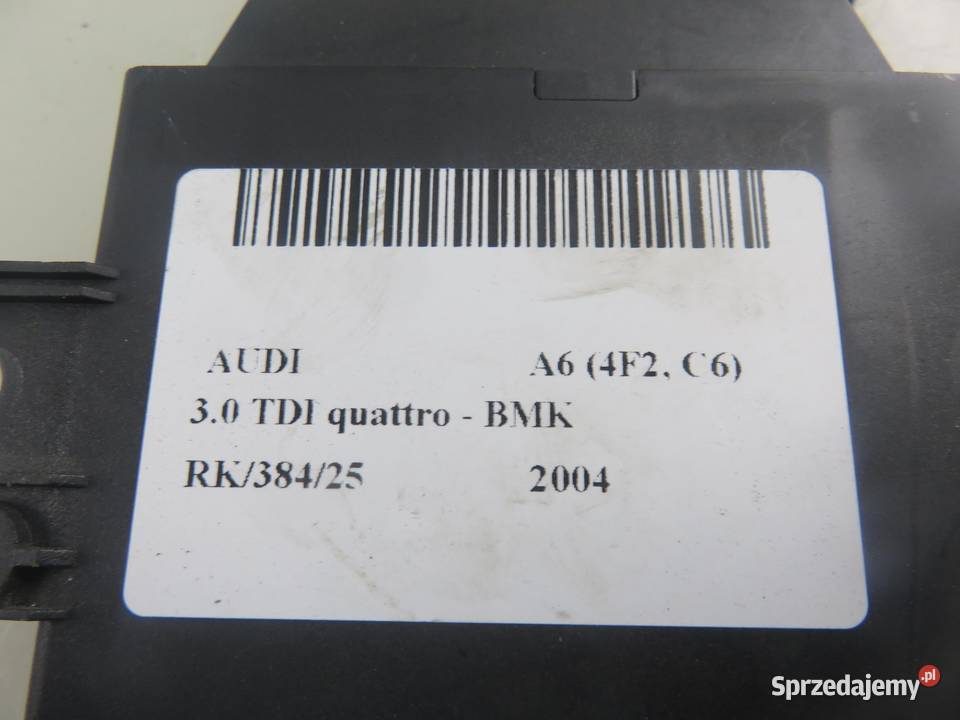 AUDI A6 (4F2, C6)
3.0 TDI quattro - BMK
RK/384/25 2004
Sprzedajemy.pl